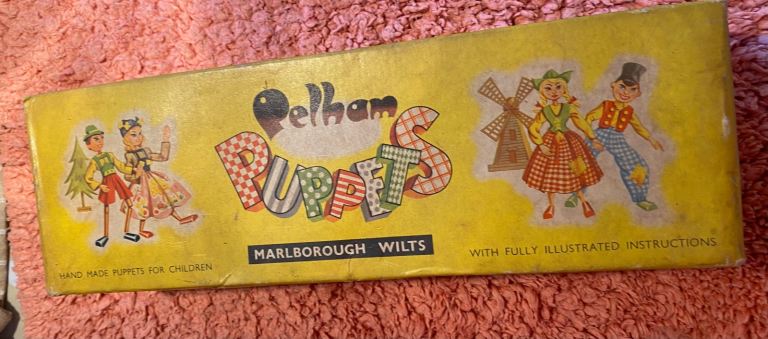 Pelham
PUPPETS
MARLBOROUGH WILTS
HAND MADE PUPPETS FOR CHILDREN
WITH FULLY ILLUSTRATED INSTRUCTIONS